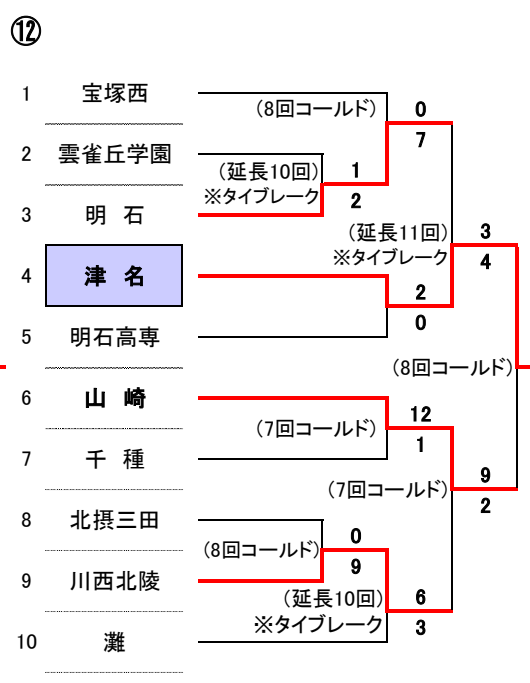 ⑫
1 宝塚西
(8回コールド) 0
7
2 雲雀丘学園
(延長10回) 1
※タイブレーク 2
3 明 石
(延長11回) 3
※タイブレーク 4
4 津 名
2
0
5 明石高専
(8回コールド)
6 山 崎
12
(7回コールド)
1
7 千 種
9
(7回コールド)
2
8 北摂三田
0
(8回コールド)
9
9 川西北陵
(延長10回) 6
※タイブレーク 3
10 灘